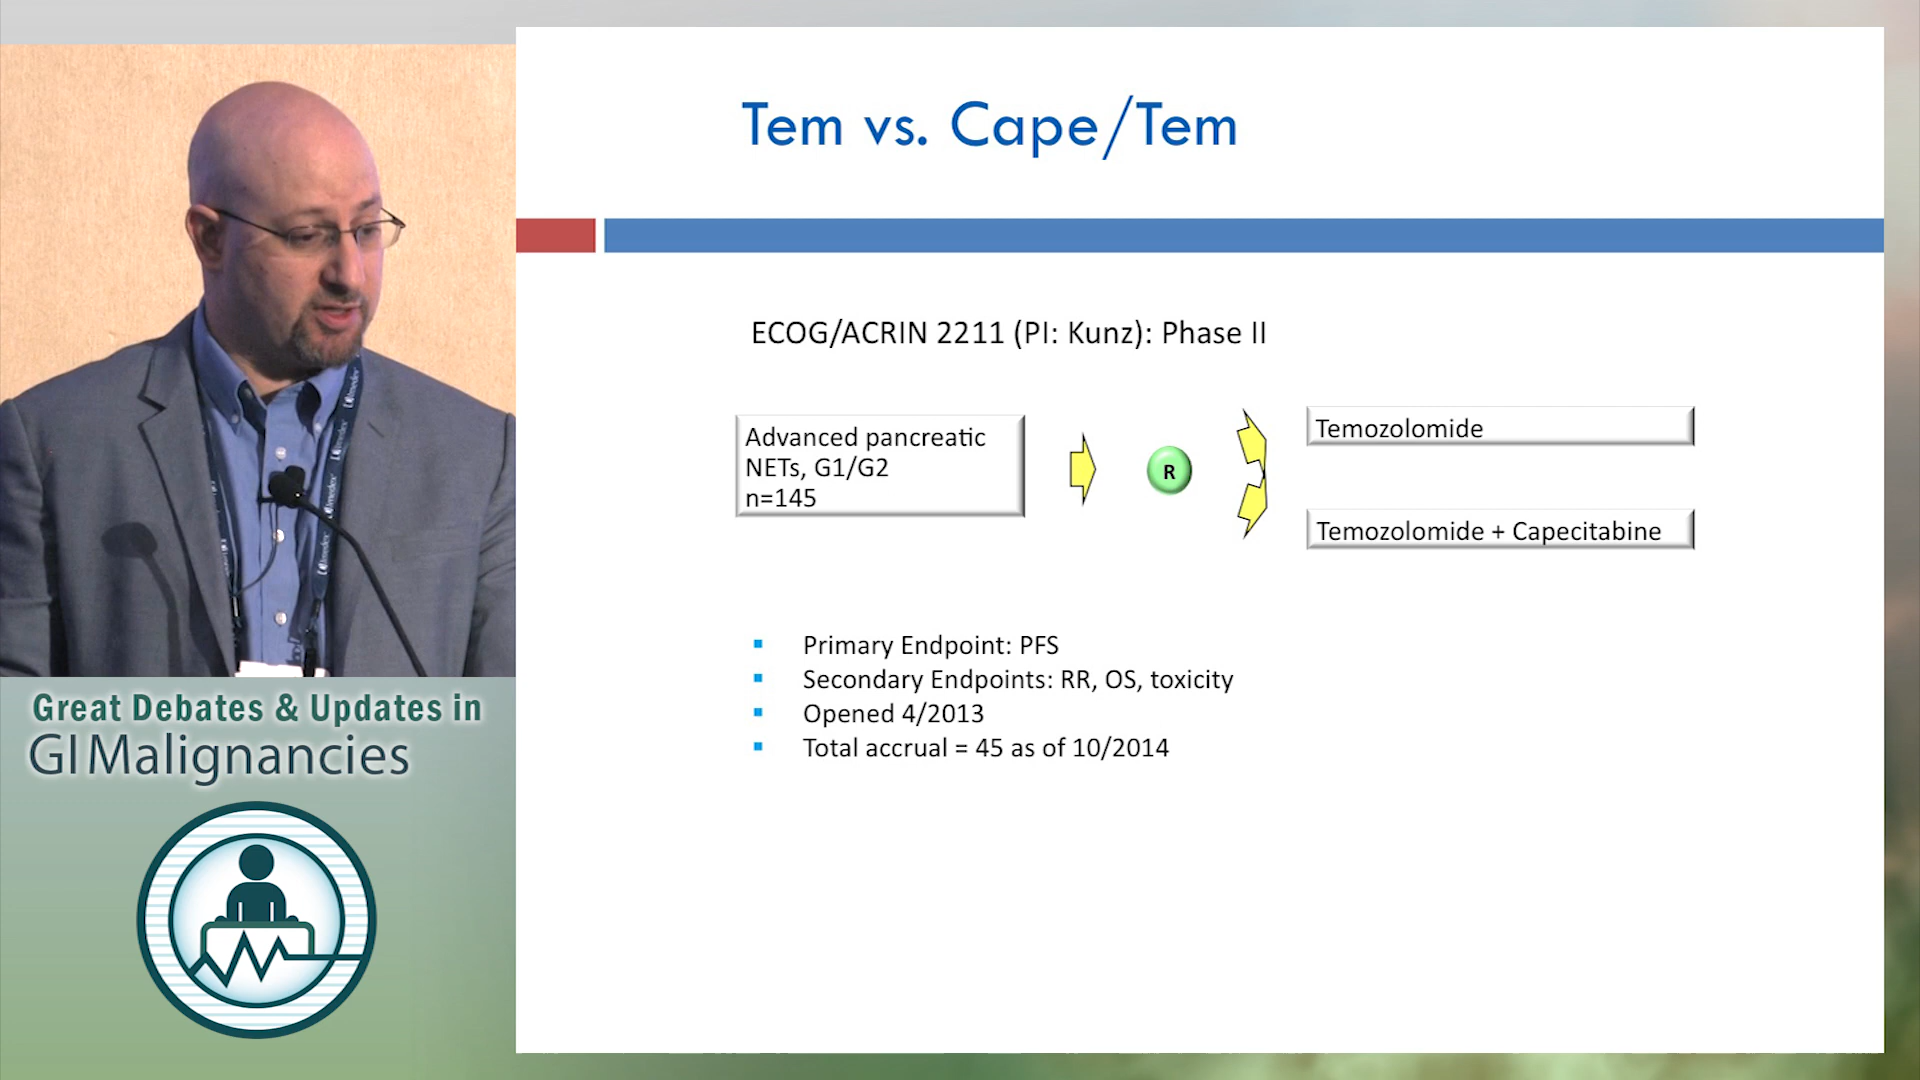 Tem vs. Cape/Tem
ECOG/ACRIN 2211 (PI: Kunz): Phase II
Advanced pancreatic
NETs, G1/G2
n=145
R
Temozolomide
Temozolomide + Capecitabine
▪ Primary Endpoint: PFS
▪ Secondary Endpoints: RR, OS, toxicity
▪ Opened 4/2013
▪ Total accrual = 45 as of 10/2014
Great Debates & Updates in
GI Malignancies